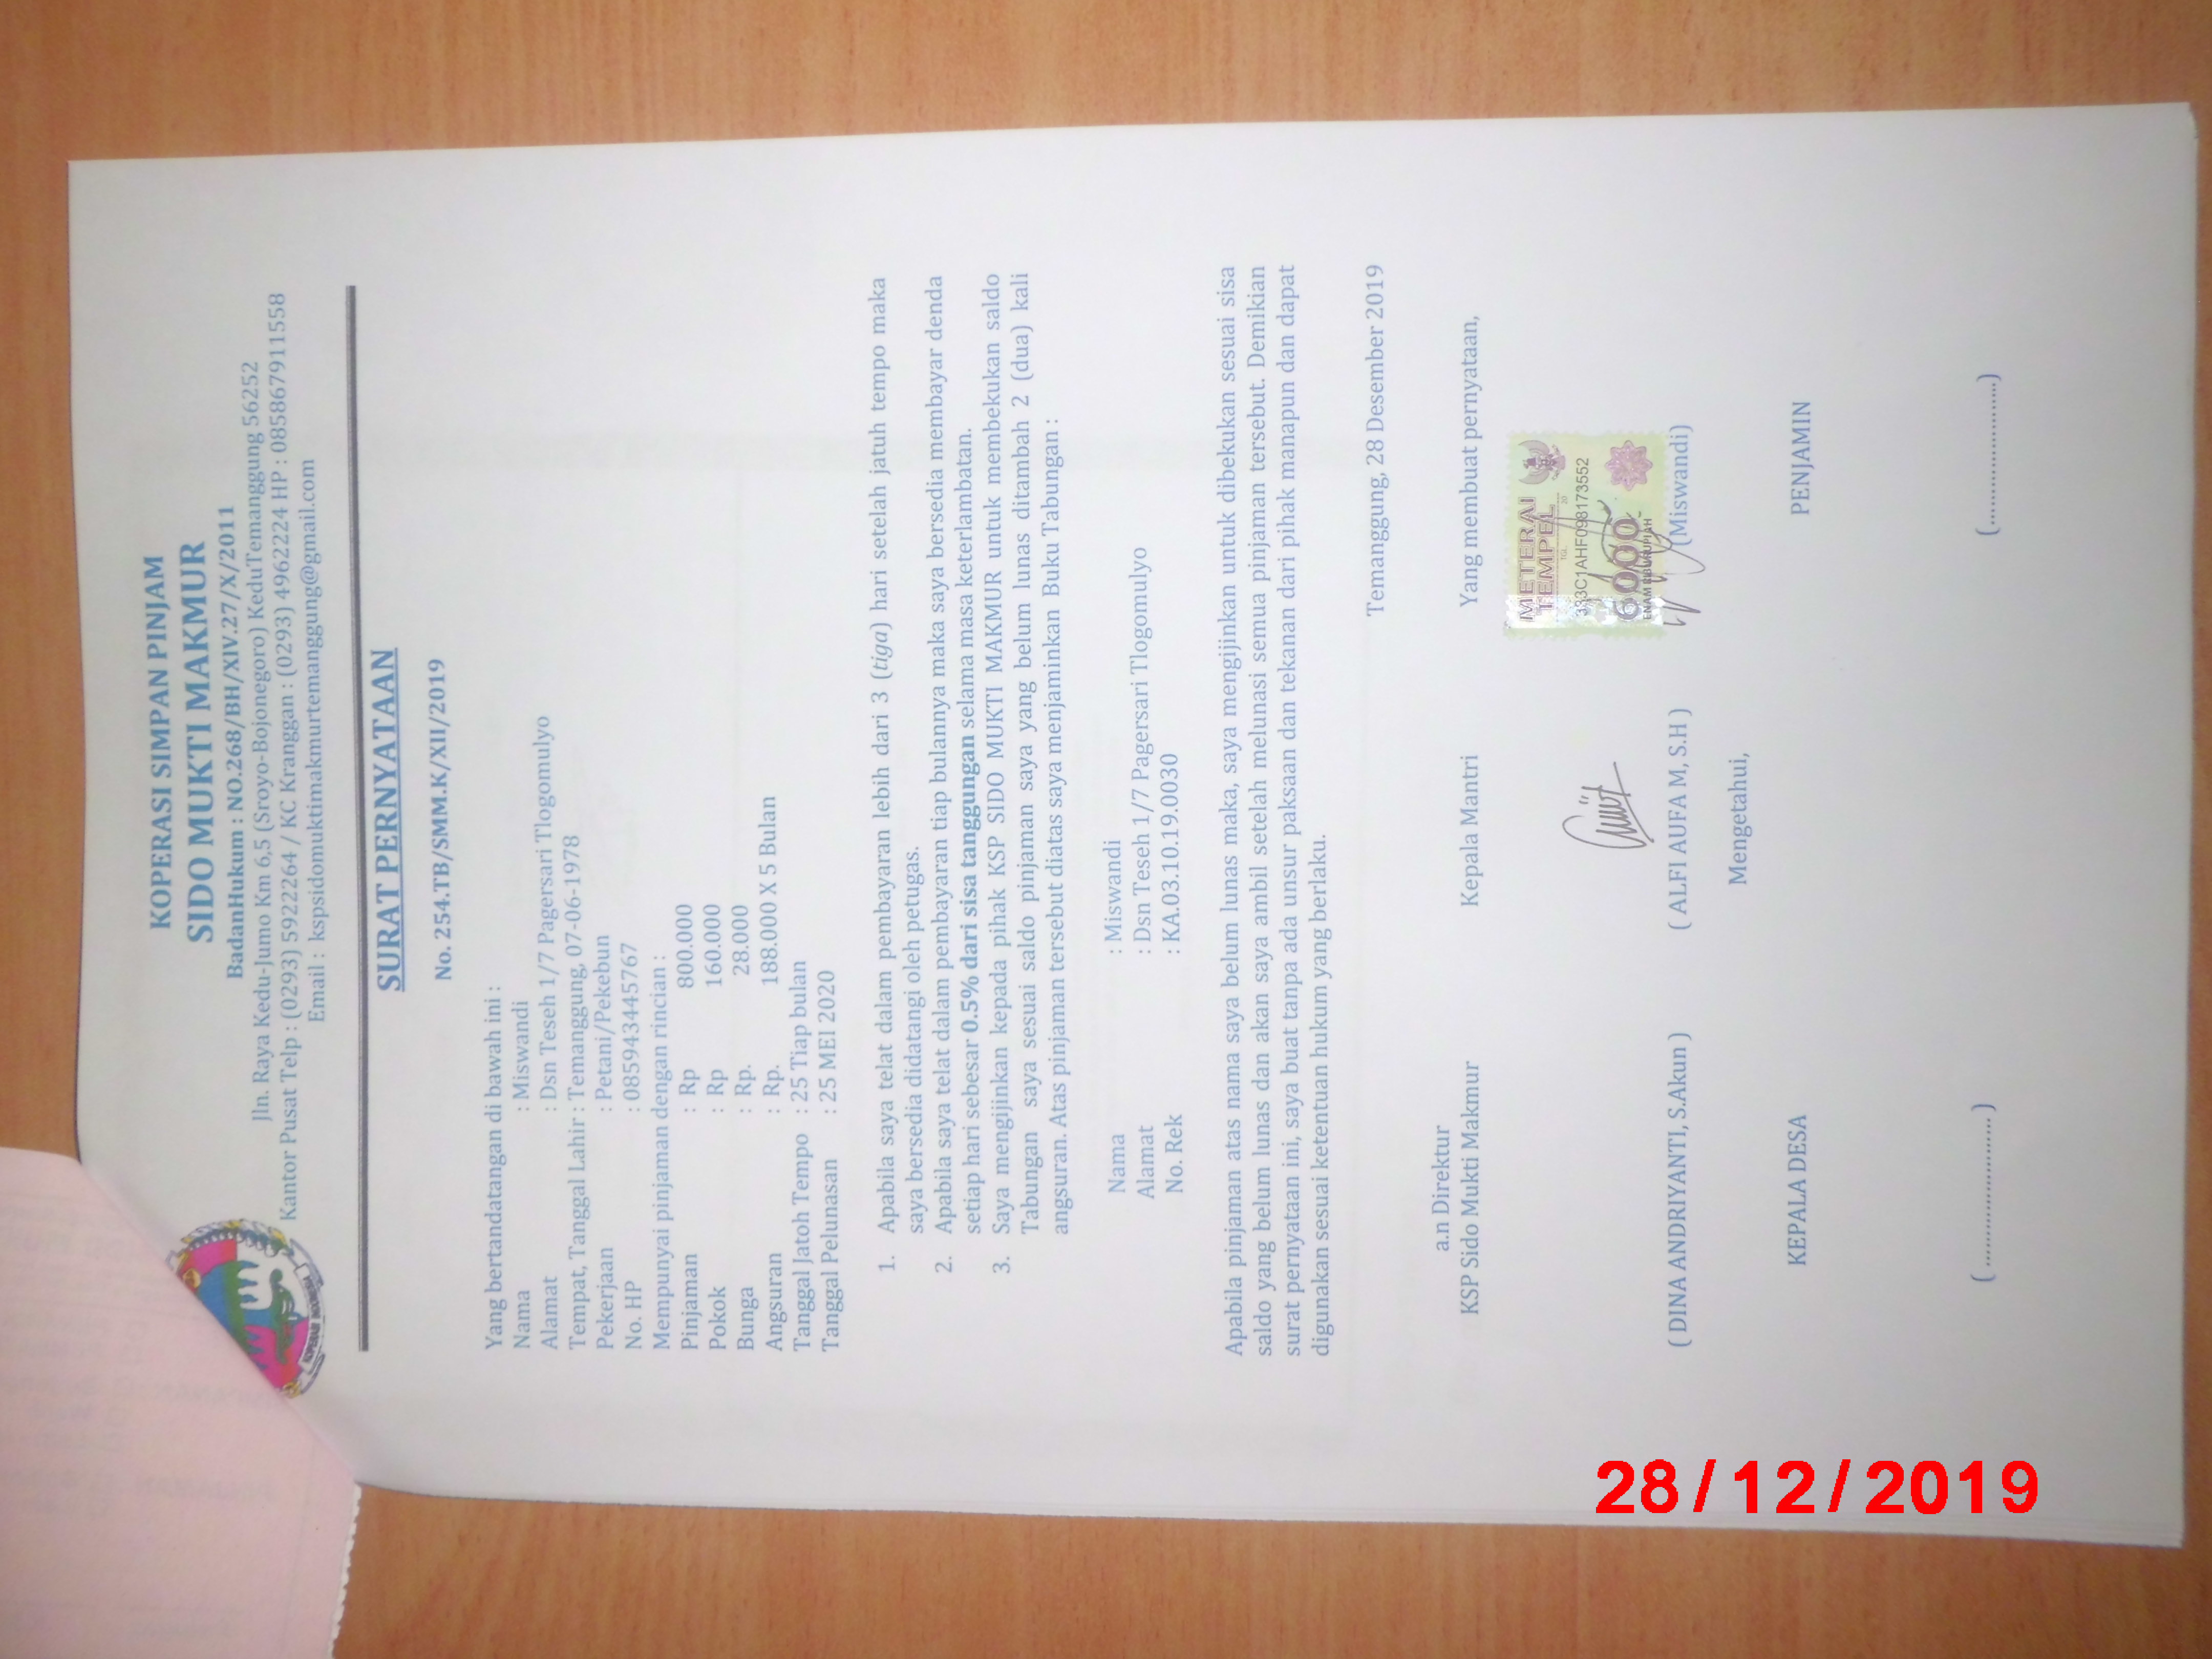 KOPERASI SIMPAN PINJAM
SIDO MUKTI MAKMUR
BadanHukum : NO.268/BH/XIV.27/X/2011
Jln. Raya Kedu-Jumo Km 6,5 (Sroyo-Bojonegoro) KeduTemanggung 56252
Kantor Pusat Telp : (0293) 5922264 / KC Kranggan : (0293) 4962224 HP : 085867911558
Email : kspsidomuktimakmurtemanggung@gmail.com
SURAT PERNYATAAN
No. 254.TB/SMM.K/XII/2019
Yang bertandatangan di bawah ini :
Nama : Miswandi
Alamat : Dsn Teseh 1/7 Pagersari Tlogomulyo
Tempat, Tanggal Lahir : Temanggung, 07-06-1978
Pekerjaan : Petani/Pekebun
No. HP : 085943445767
Mempunyai pinjaman dengan rincian :
Pinjaman : Rp 800.000
Pokok : Rp 160.000
Bunga : Rp. 28.000
Angsuran : Rp. 188.000 X 5 Bulan
Tanggal Jatoh Tempo : 25 Tiap bulan
Tanggal Pelunasan : 25 MEI 2020
1. Apabila saya telat dalam pembayaran lebih dari 3 (tiga) hari setelah jatuh tempo maka
saya bersedia didatangi oleh petugas.
2. Apabila saya telat dalam pembayaran tiap bulannya maka saya bersedia membayar denda
setiap hari sebesar 0.5% dari sisa tanggungan selama masa keterlambatan.
3. Saya mengijinkan kepada pihak KSP SIDO MUKTI MAKMUR untuk membekukan saldo
Tabungan saya sesuai saldo pinjaman saya yang belum lunas ditambah 2 (dua) kali
angsuran. Atas pinjaman tersebut diatas saya menjaminkan Buku Tabungan :
Nama : Miswandi
Alamat : Dsn Teseh 1/7 Pagersari Tlogomulyo
No. Rek : KA.03.10.19.0030
Apabila pinjaman atas nama saya belum lunas maka, saya mengijinkan untuk dibekukan sesuai sisa
saldo yang belum lunas dan akan saya ambil setelah melunasi semua pinjaman tersebut. Demikian
surat pernyataan ini, saya buat tanpa ada unsur paksaan dan tekanan dari pihak manapun dan dapat
digunakan sesuai ketentuan hukum yang berlaku.
Temanggung, 28 Desember 2019
a.n Direktur
KSP Sido Mukti Makmur Kepala Mantri Yang membuat pernyataan,
METERAI
TEMPEL
TGL. 20
333C1AHF098173552
6000
ENAM RIBU RUPIAH
( DINA ANDRIYANTI, S.Akun ) ( ALFI AUFA M, S.H ) (Miswandi)
Mengetahui,
KEPALA DESA PENJAMIN
( ..................... ) (.......................)
28/12/2019